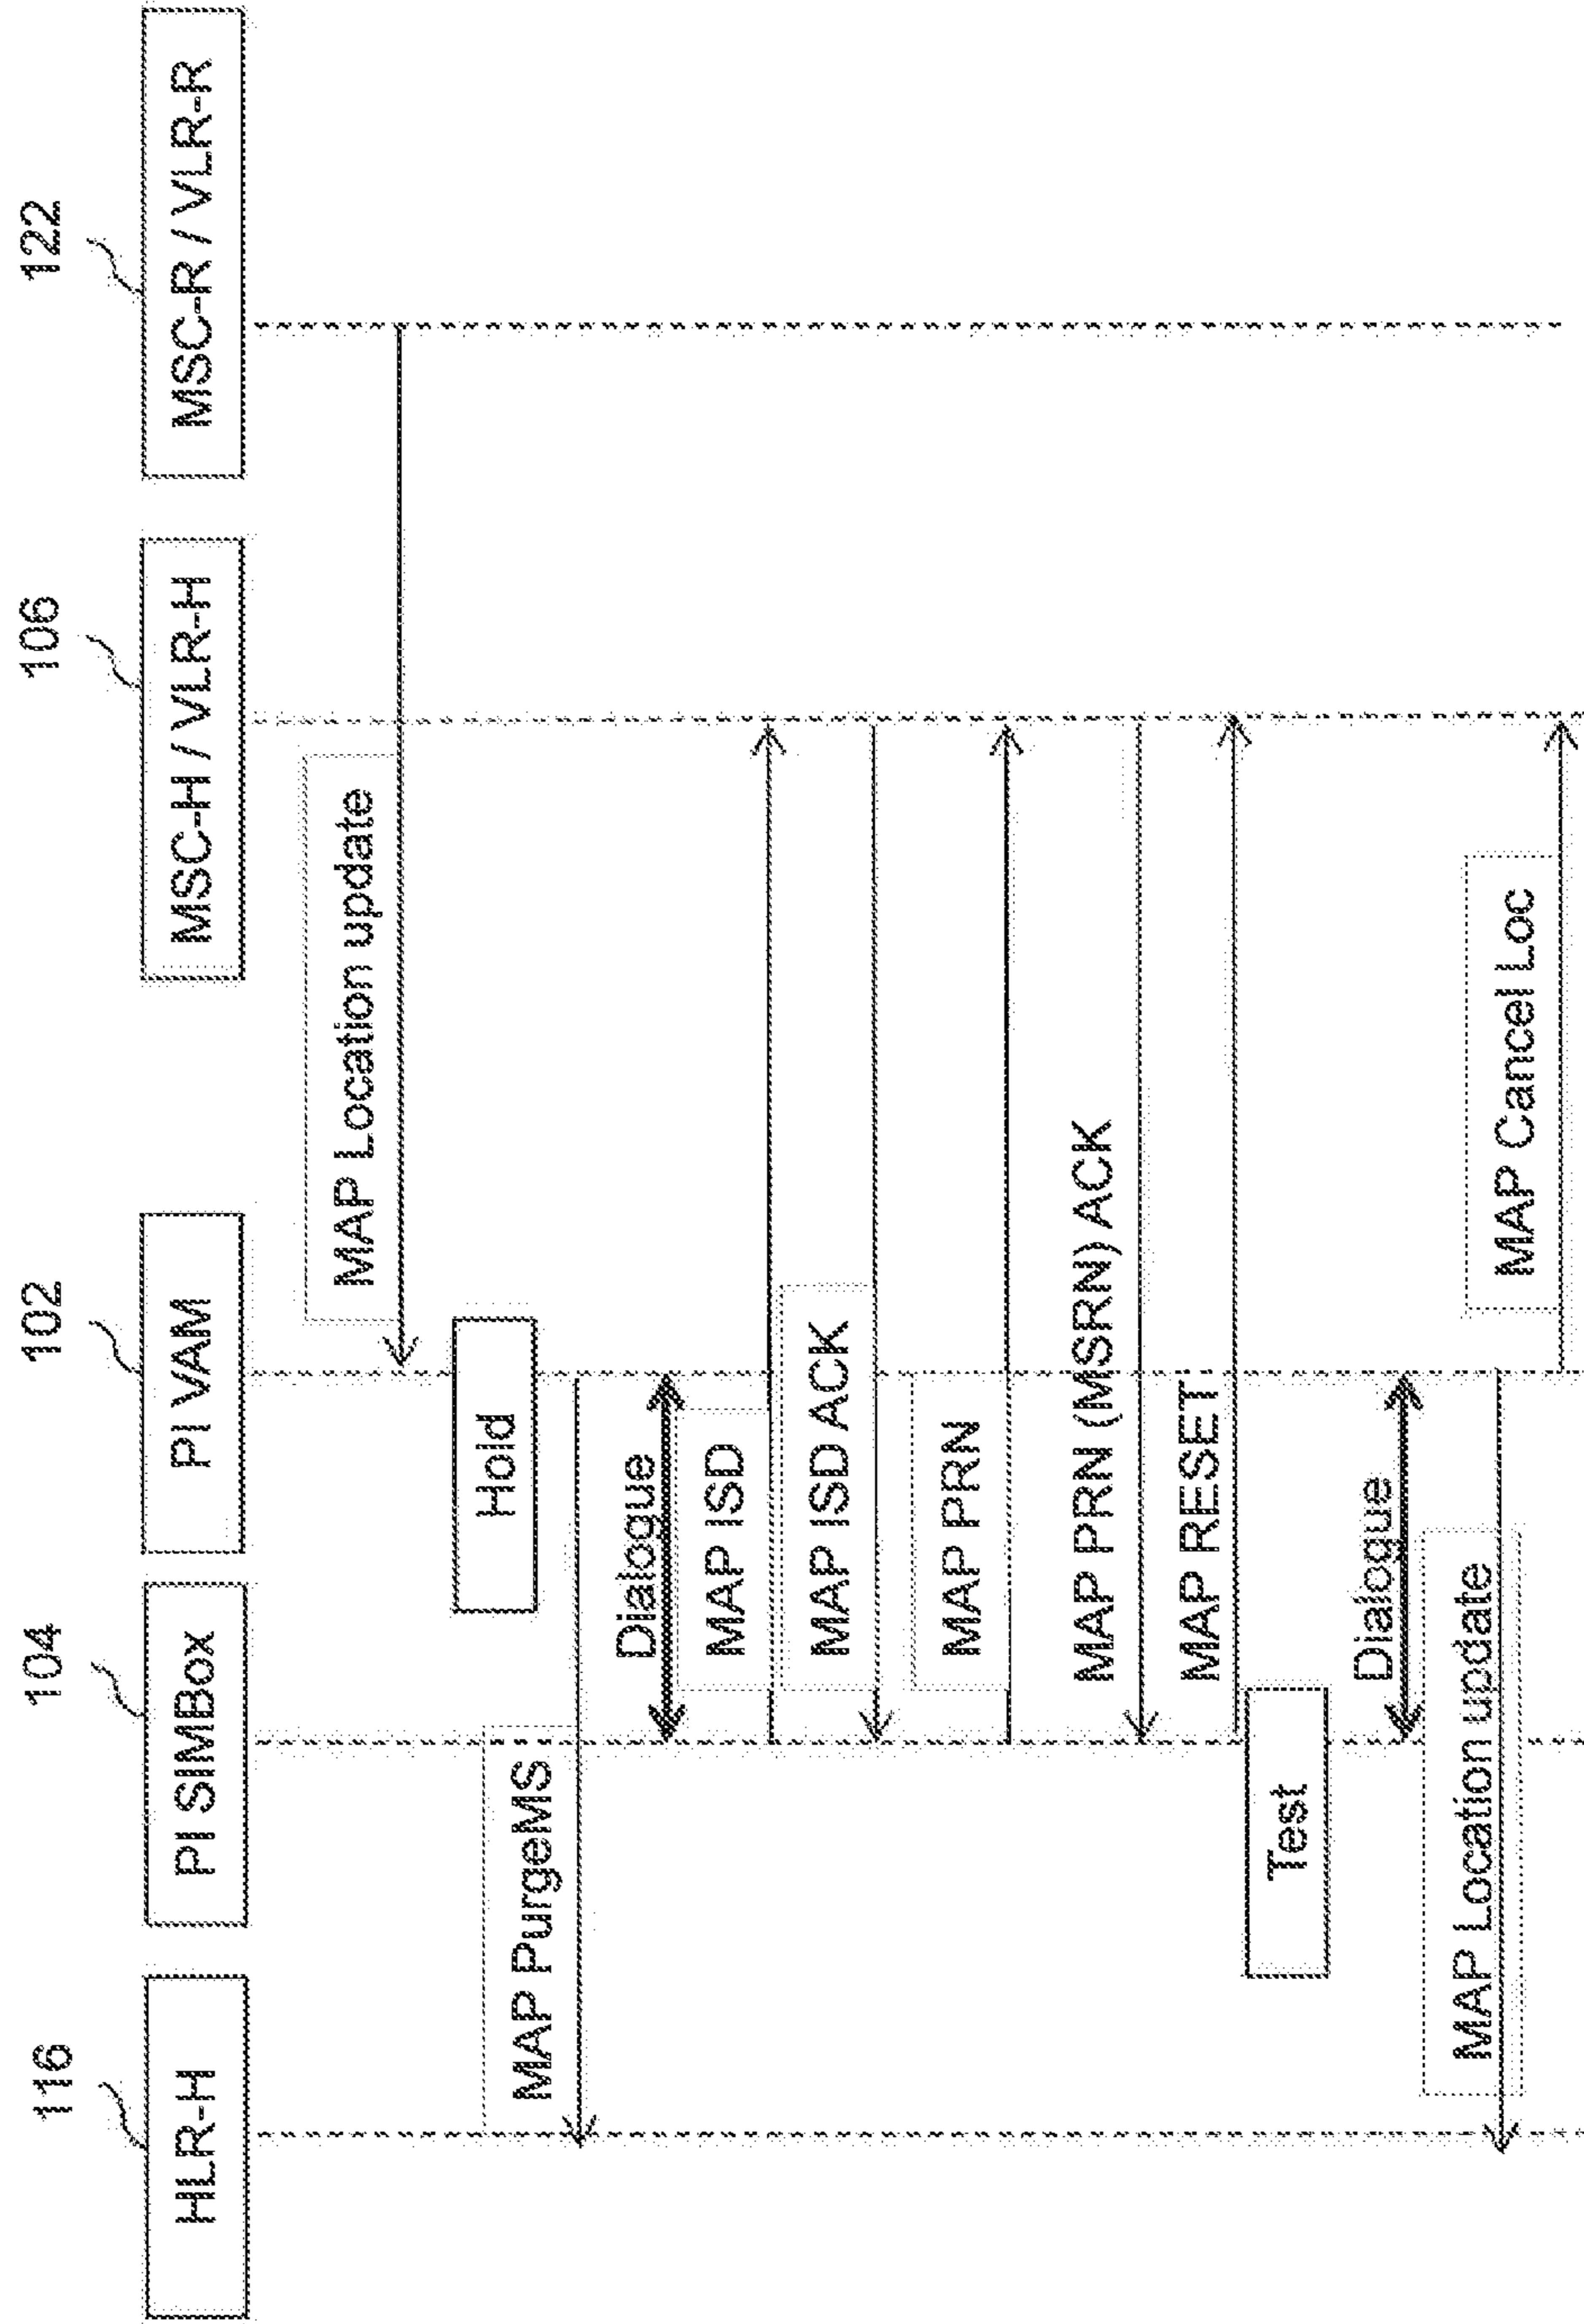 116
104
102
106
122
HLR-H
PI SIMBox
PI VAM
MSC-H / VLR-H
MSC-R / VLR-R
MAP Location update
Hold
MAP PurgeMS
Dialogue
MAP ISD
MAP ISD ACK
MAP PRN
MAP PRN (MSRN) ACK
MAP RESET
Test
Dialogue
MAP Location update
MAP Cancel Loc